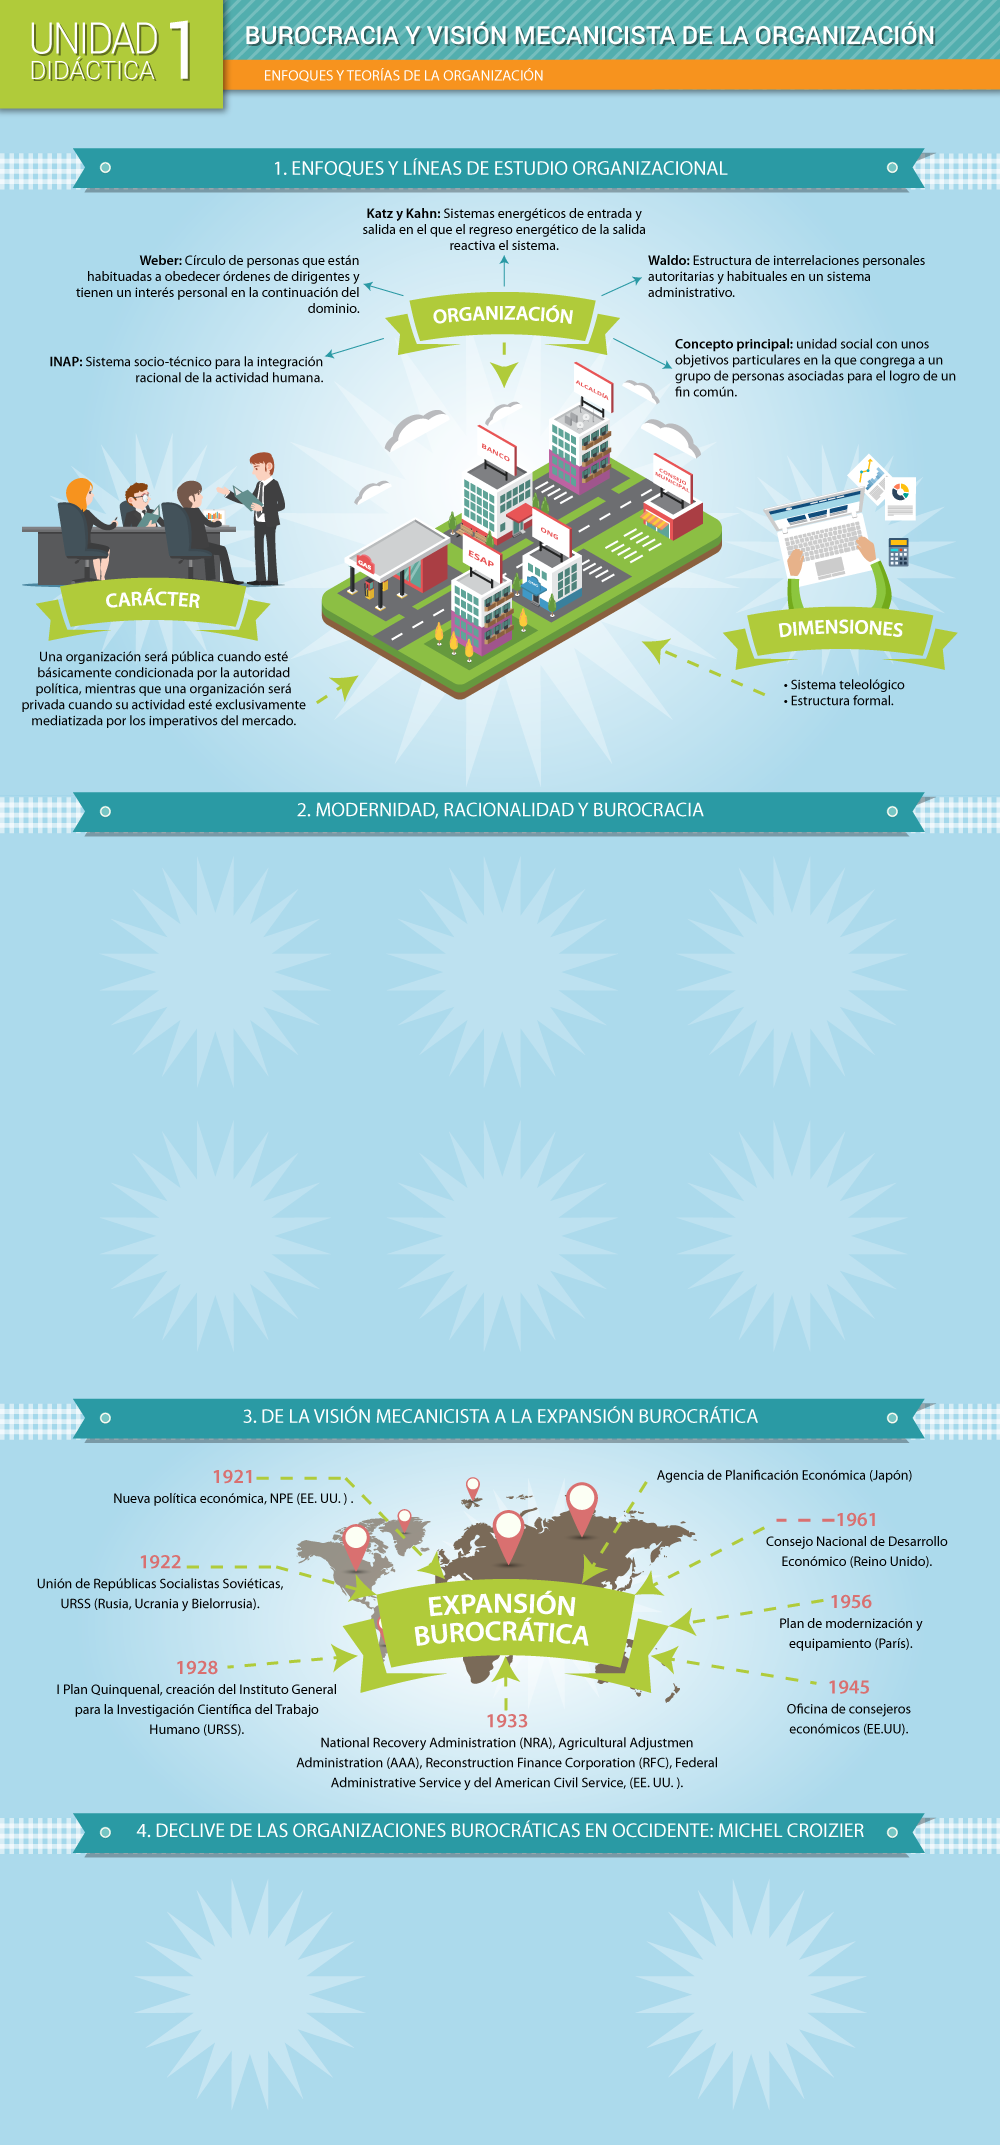 UNIDAD 1
DIDÁCTICA
BUROCRACIA Y VISIÓN MECANICISTA DE LA ORGANIZACIÓN
ENFOQUES Y TEORÍAS DE LA ORGANIZACIÓN
1. ENFOQUES Y LÍNEAS DE ESTUDIO ORGANIZACIONAL
Katz y Kahn: Sistemas energéticos de entrada y
salida en el que el regreso energético de la salida
reactiva el sistema.
Weber: Círculo de personas que están
habituadas a obedecer órdenes de dirigentes y
tienen un interés personal en la continuación del
dominio.
Waldo: Estructura de interrelaciones personales
autoritarias y habituales en un sistema
administrativo.
ORGANIZACIÓN
INAP: Sistema socio-técnico para la integración
racional de la actividad humana.
Concepto principal: unidad social con unos
objetivos particulares en la que congrega a un
grupo de personas asociadas para el logro de un
fin común.
ALCALDIA
BANCO
CONSEJO
MUNICIPAL
ONG
ESAP
GAS
CARÁCTER
Una organización será pública cuando esté
básicamente condicionada por la autoridad
política, mientras que una organización será
privada cuando su actividad esté exclusivamente
mediatizada por los imperativos del mercado.
DIMENSIONES
• Sistema teleológico
• Estructura formal.
2. MODERNIDAD, RACIONALIDAD Y BUROCRACIA
3. DE LA VISIÓN MECANICISTA A LA EXPANSIÓN BUROCRÁTICA
1921
Nueva política económica, NPE (EE. UU. ) .
1922
Unión de Repúblicas Socialistas Soviéticas,
URSS (Rusia, Ucrania y Bielorrusia).
1928
I Plan Quinquenal, creación del Instituto General
para la Investigación Científica del Trabajo
Humano (URSS).
EXPANSIÓN
BUROCRÁTICA
1933
National Recovery Administration (NRA), Agricultural Adjustmen
Administration (AAA), Reconstruction Finance Corporation (RFC), Federal
Administrative Service y del American Civil Service, (EE. UU. ).
Agencia de Planificación Económica (Japón)
1961
Consejo Nacional de Desarrollo
Económico (Reino Unido).
1956
Plan de modernización y
equipamiento (París).
1945
Oficina de consejeros
económicos (EE.UU).
4. DECLIVE DE LAS ORGANIZACIONES BUROCRÁTICAS EN OCCIDENTE: MICHEL CROIZIER